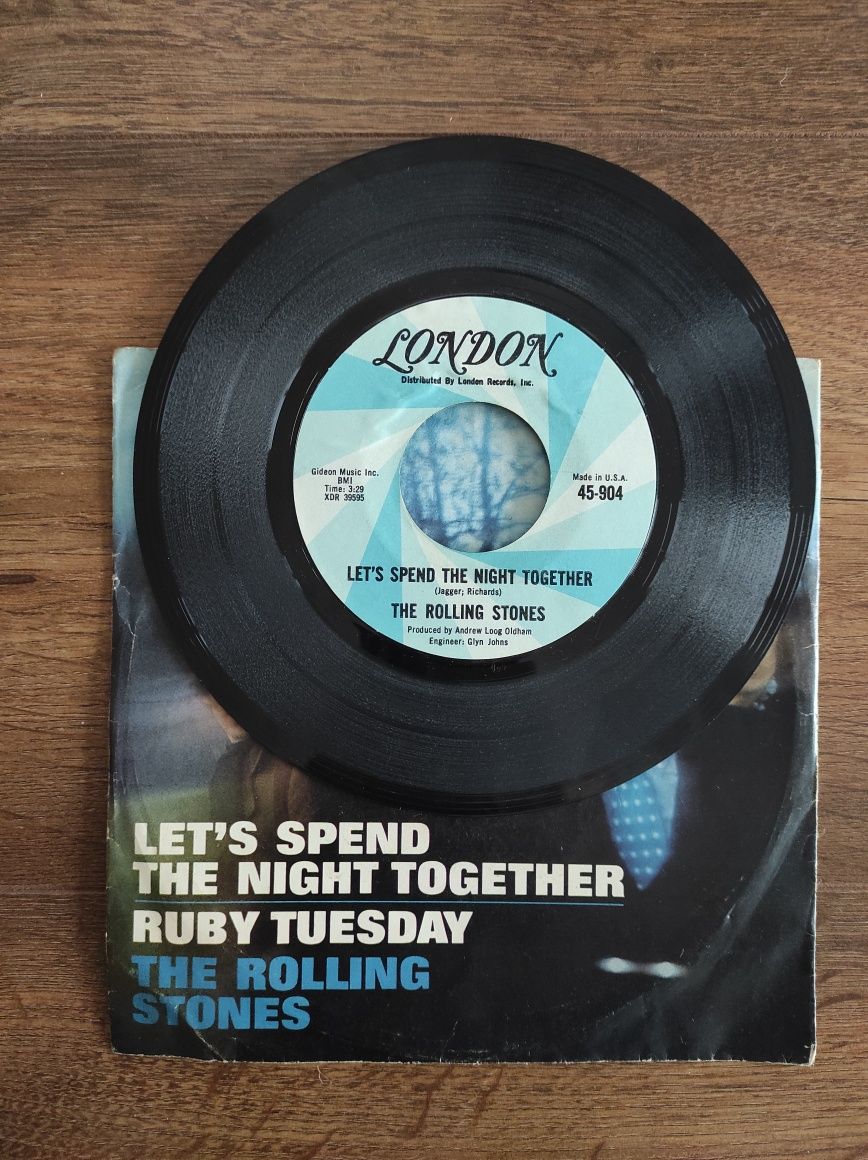 LONDON
Distributed By London Records, Inc.
Gideon Music Inc.
BMI
Time: 3:29
XDR 39595
Made in U.S.A.
45-904
LET'S SPEND THE NIGHT TOGETHER
(Jagger; Richards)
THE ROLLING STONES
Produced by Andrew Loog Oldham
Engineer: Glyn Johns
LET'S SPEND
THE NIGHT TOGETHER
RUBY TUESDAY
THE ROLLING
STONES